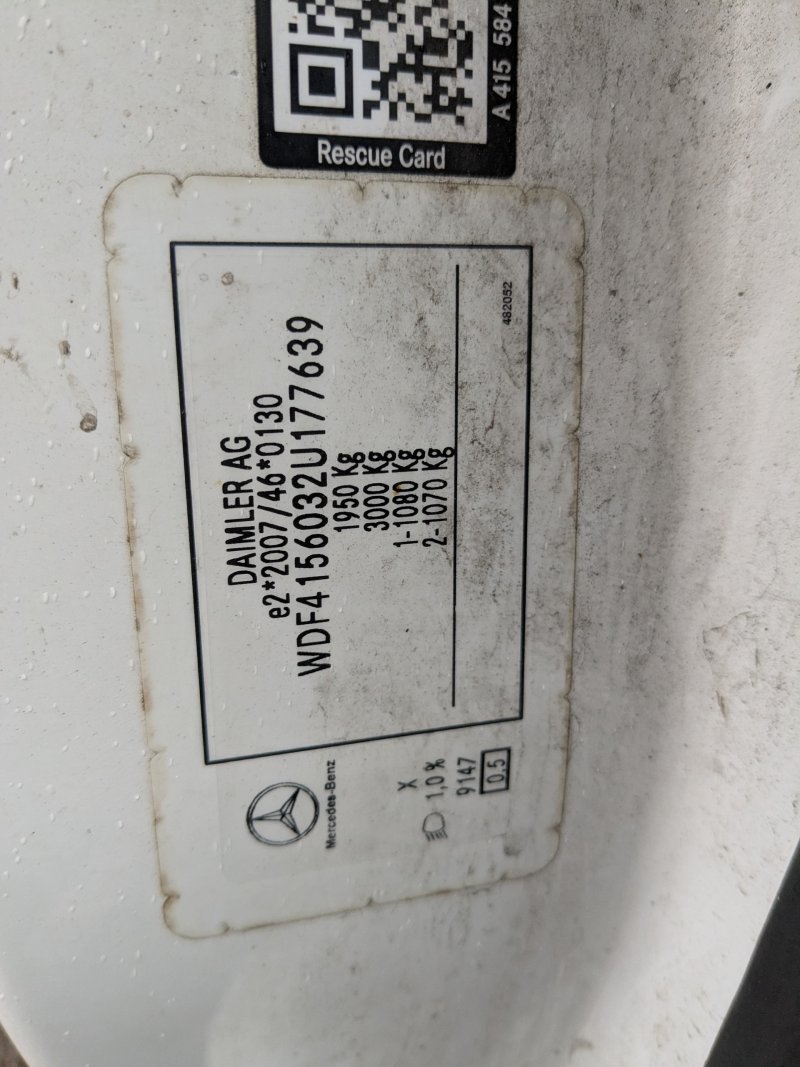 A 415 584
Rescue Card
DAIMLER AG
e2*2007/46*0130
WDF4156032U177639
1950 Kg
3000 Kg
1-1080 Kg
2-1070 Kg
482052
Mercedes-Benz
X
1,0 %
9147
0.5